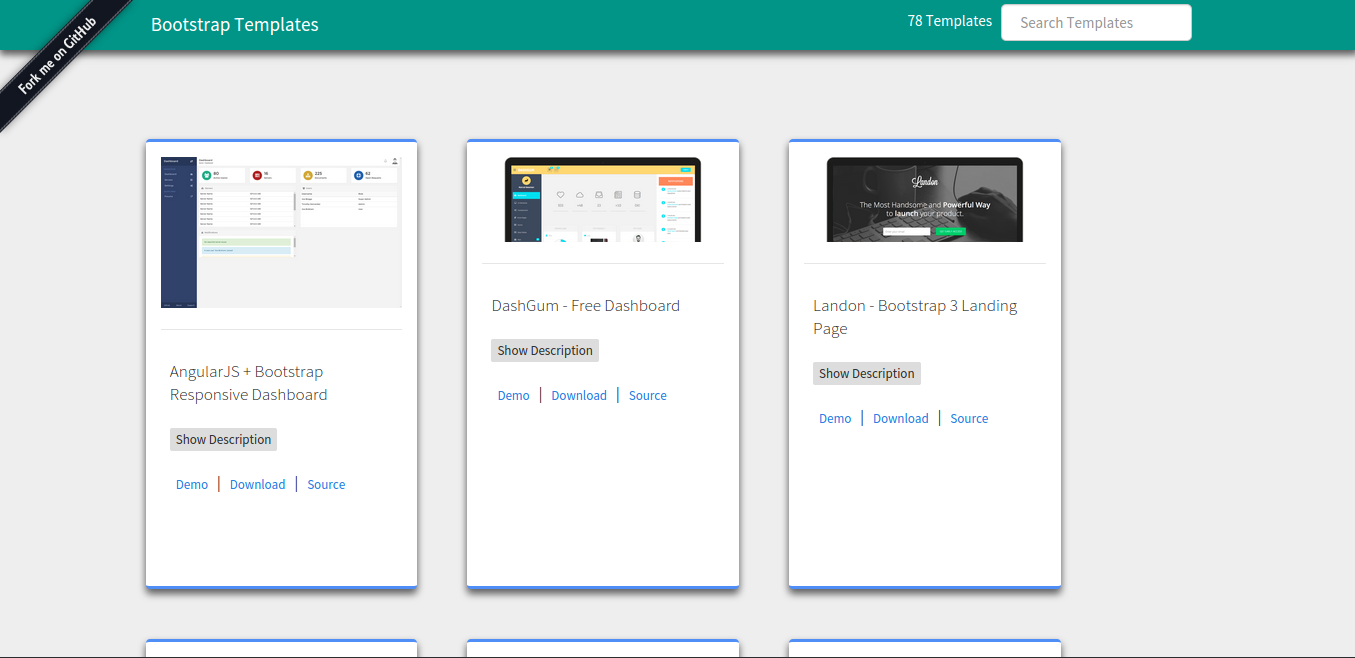 Fork me on GitHub
Bootstrap Templates
78 Templates
Search Templates
AngularJS + Bootstrap
Responsive Dashboard
Show Description
Demo | Download | Source
DashGum - Free Dashboard
Show Description
Demo | Download | Source
Landon
The Most Handsome and Powerful Way
to launch your product.
Landon - Bootstrap 3 Landing
Page
Show Description
Demo | Download | Source